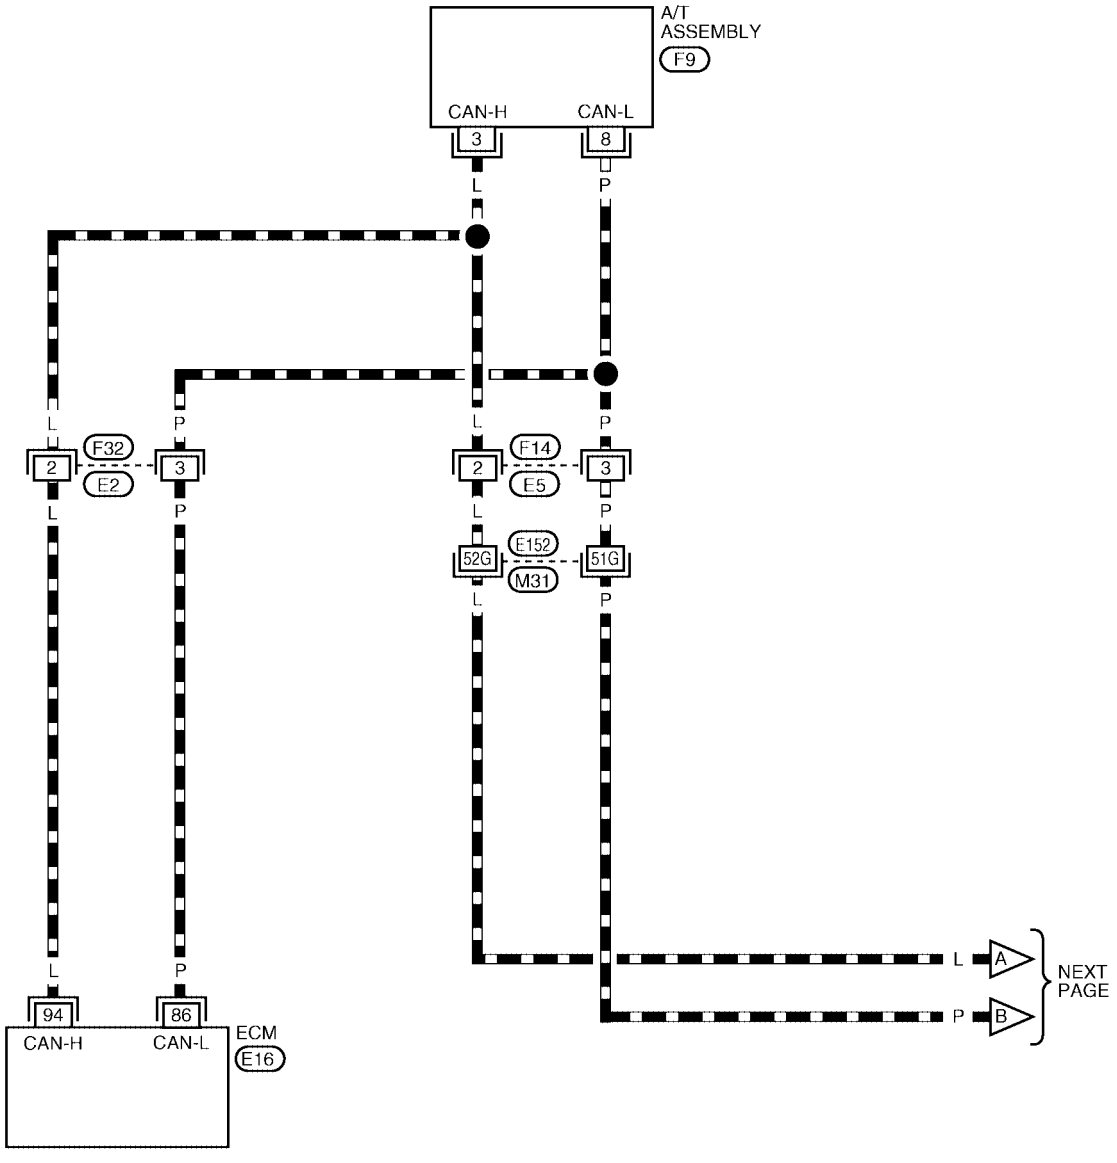 A/T
ASSEMBLY
F9
CAN-H CAN-L
3 8
L P
L P L P
F32 F14
2 3 2 3
E2 E5
L P L P
E152
52G 51G
M31
L P
L A
NEXT
PAGE
L P
P B
94 86
ECM
CAN-H CAN-L
E16